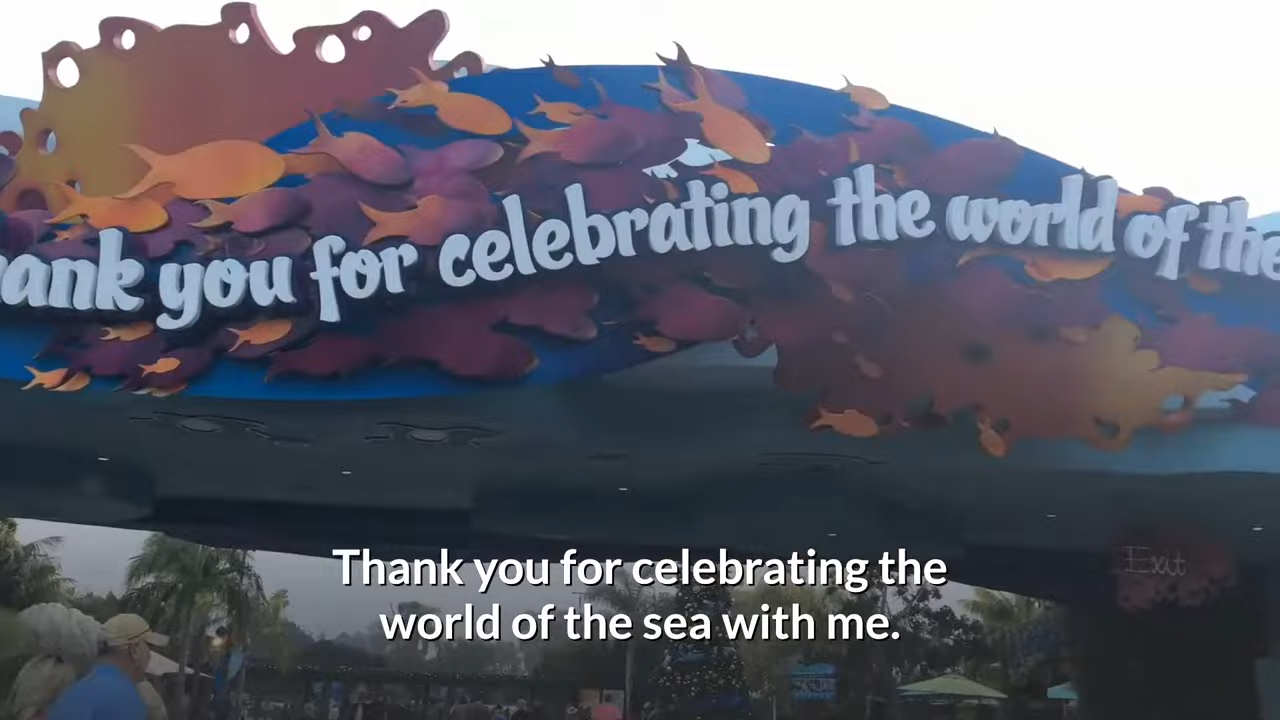 hank you for celebrating the world of the
Exit
Thank you for celebrating the
world of the sea with me.